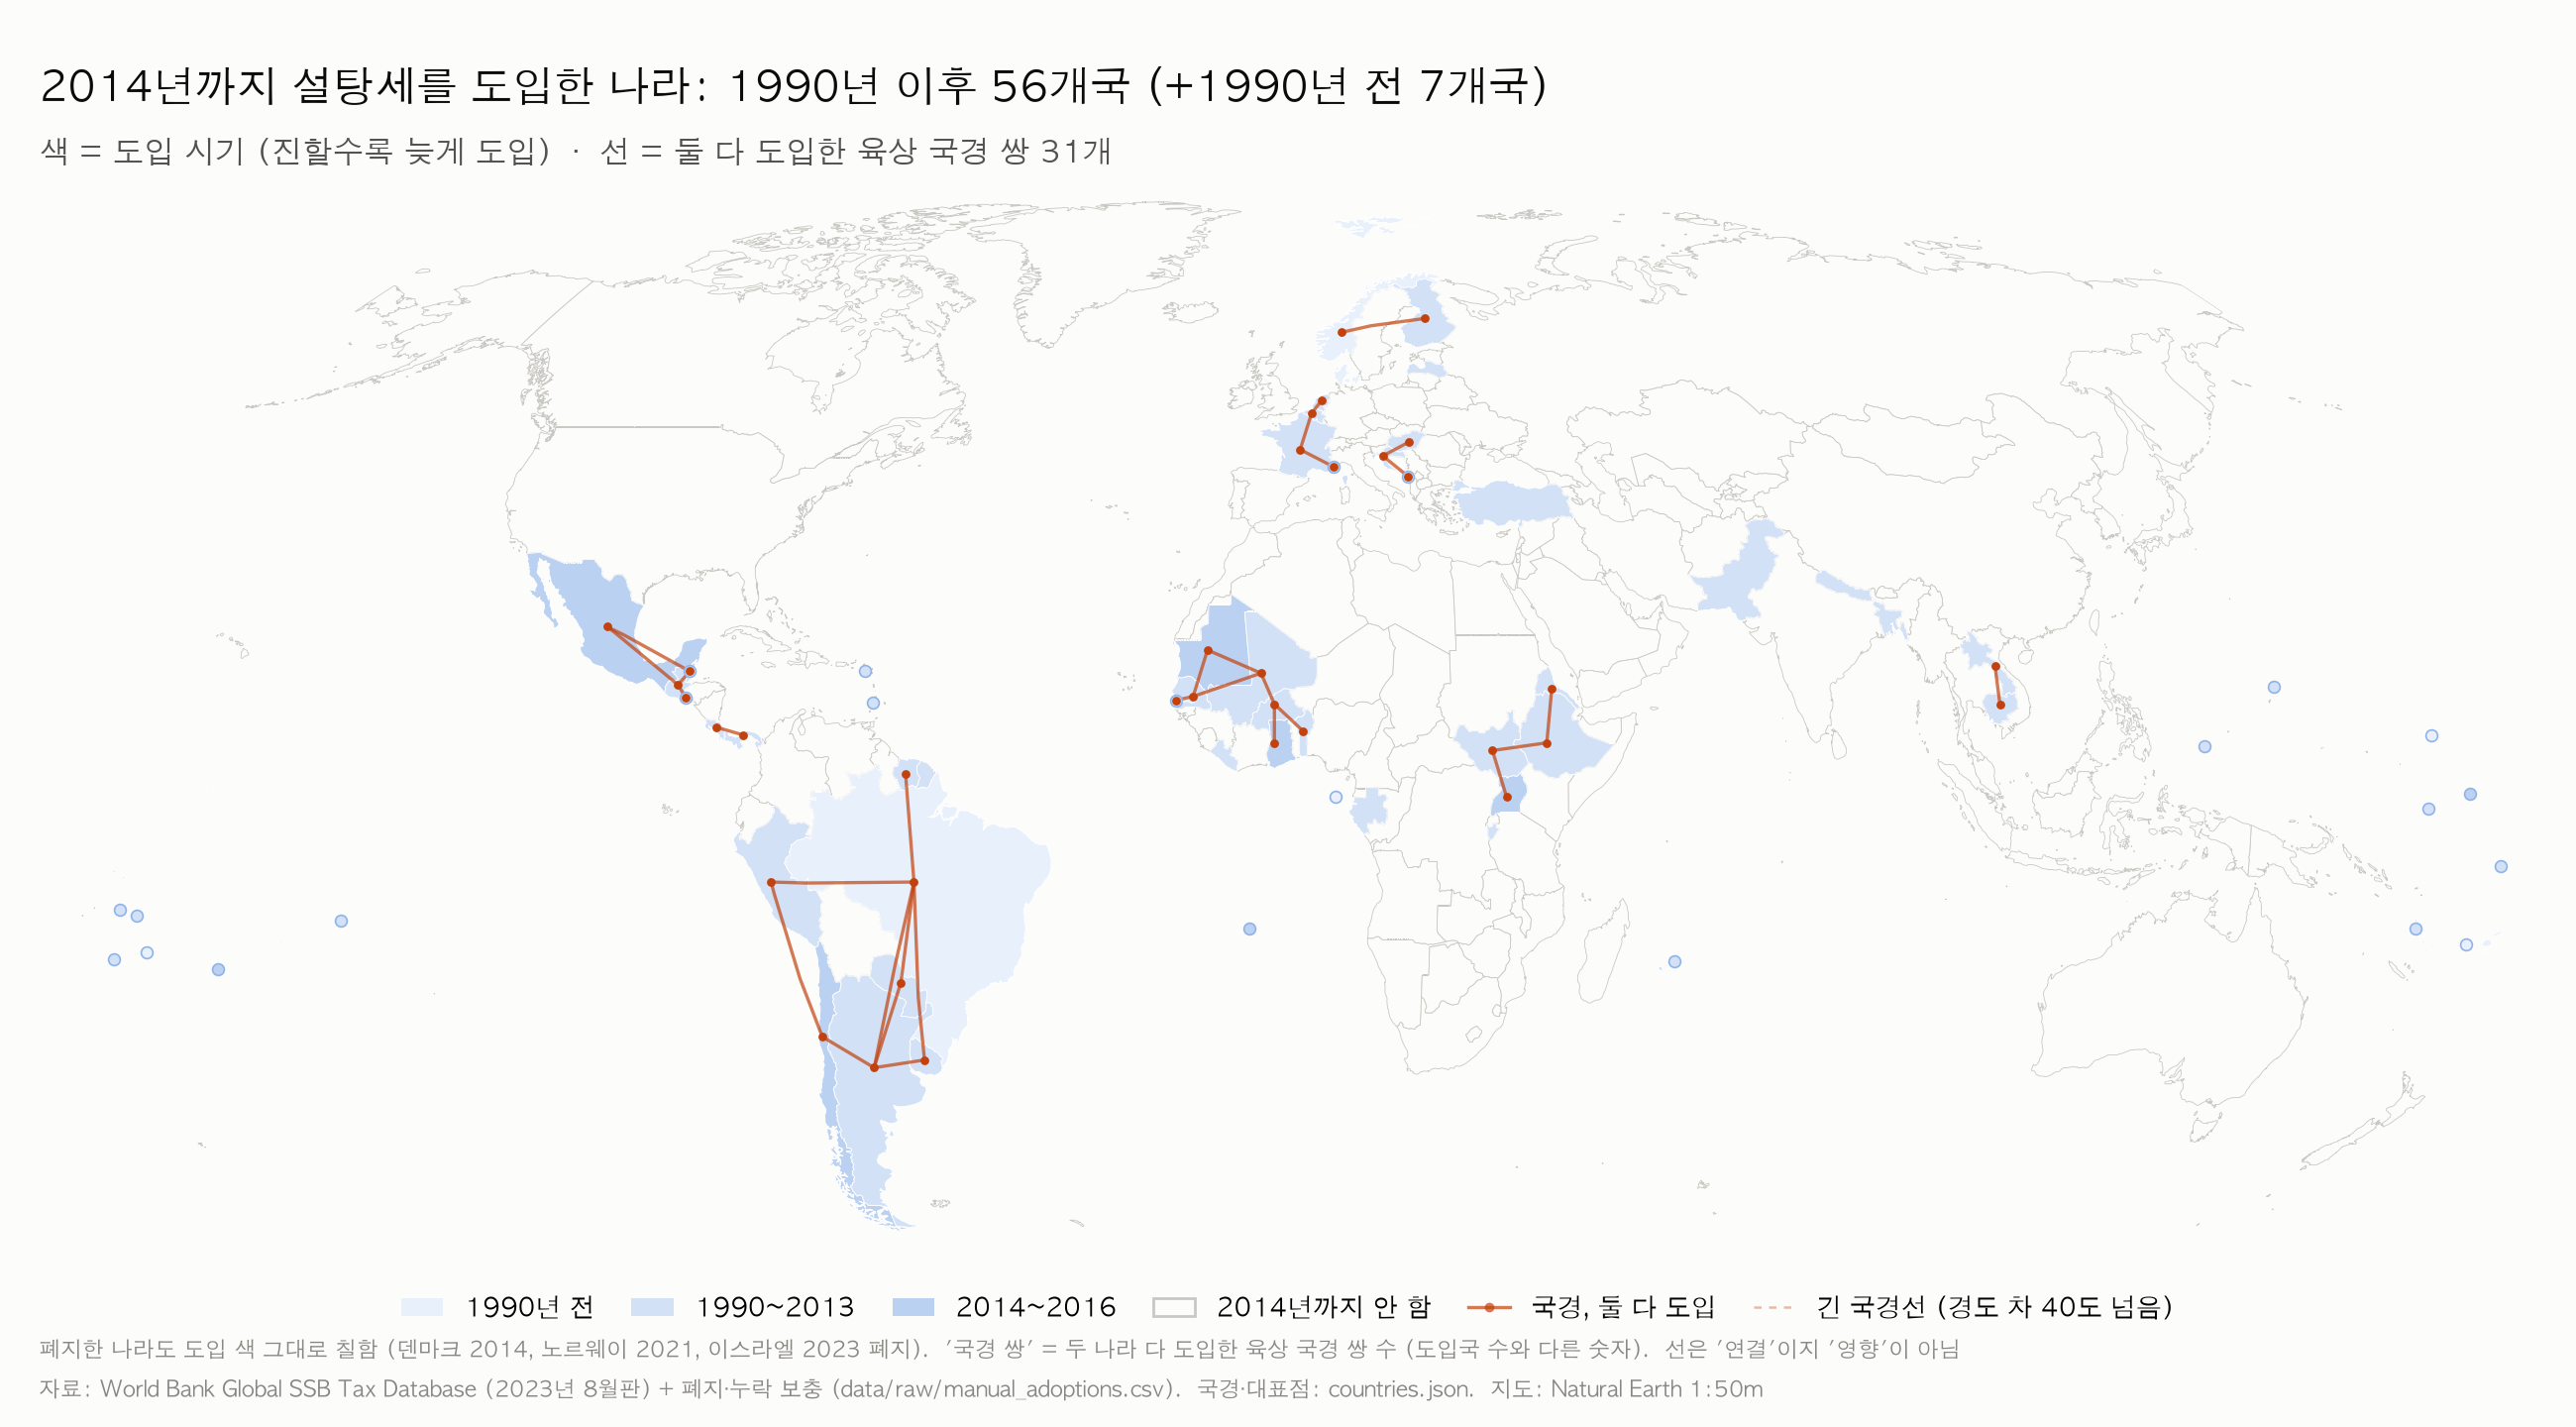 2014년까지 설탕세를 도입한 나라: 1990년 이후 56개국 (+1990년 전 7개국)
색 = 도입 시기 (진할수록 늦게 도입) · 선 = 둘 다 도입한 육상 국경 쌍 31개
1990년 전 1990~2013 2014~2016 2014년까지 안 함 국경, 둘 다 도입 긴 국경선 (경도 차 40도 넘음)
폐지한 나라도 도입 색 그대로 칠함 (덴마크 2014, 노르웨이 2021, 이스라엘 2023 폐지). '국경 쌍' = 두 나라 다 도입한 육상 국경 쌍 수 (도입국 수와 다른 숫자). 선은 '연결'이지 '영향'이 아님
자료: World Bank Global SSB Tax Database (2023년 8월판) + 폐지·누락 보충 (data/raw/manual_adoptions.csv). 국경·대표점: countries.json. 지도: Natural Earth 1:50m